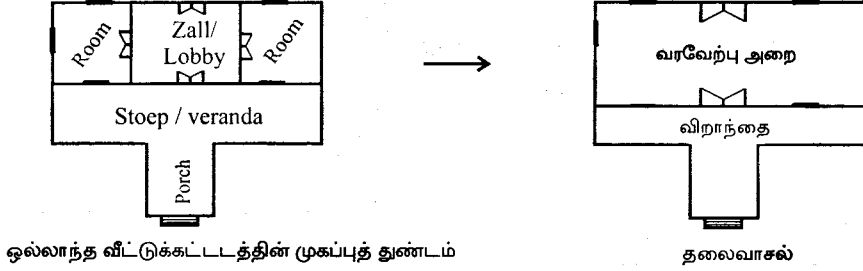 Room
Zall/
Lobby
Room
Stoep / veranda
Porch
ஒல்லாந்த வீட்டுக்கட்டடத்தின் முகப்புத் துண்டம்
வரவேற்பு அறை
விறாந்தை
தலைவாசல்